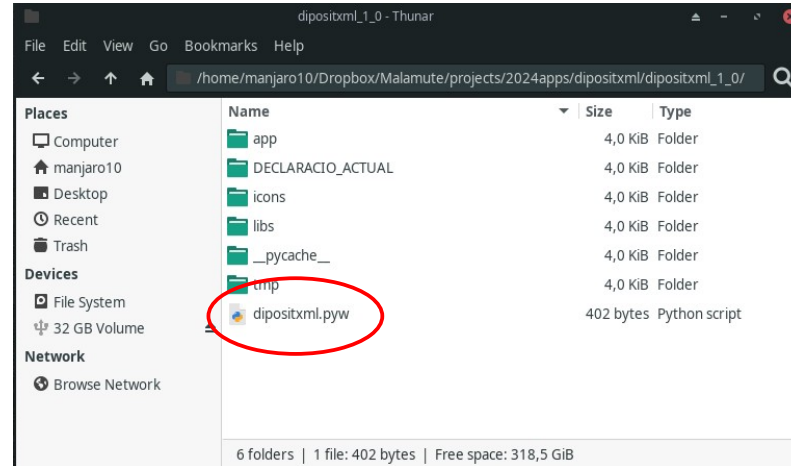 dipositxml_1_0 - Thunar
File Edit View Go Bookmarks Help
/home/manjaro10/Dropbox/Malamute/projects/2024apps/dipositxml/dipositxml_1_0/
Places
Computer
manjaro10
Desktop
Recent
Trash
Devices
File System
32 GB Volume
Network
Browse Network
Name Size Type
app 4,0 KiB Folder
DECLARACIO_ACTUAL 4,0 KiB Folder
icons 4,0 KiB Folder
libs 4,0 KiB Folder
__pycache__ 4,0 KiB Folder
tmp 4,0 KiB Folder
dipositxml.pyw 402 bytes Python script
6 folders | 1 file: 402 bytes | Free space: 318,5 GiB